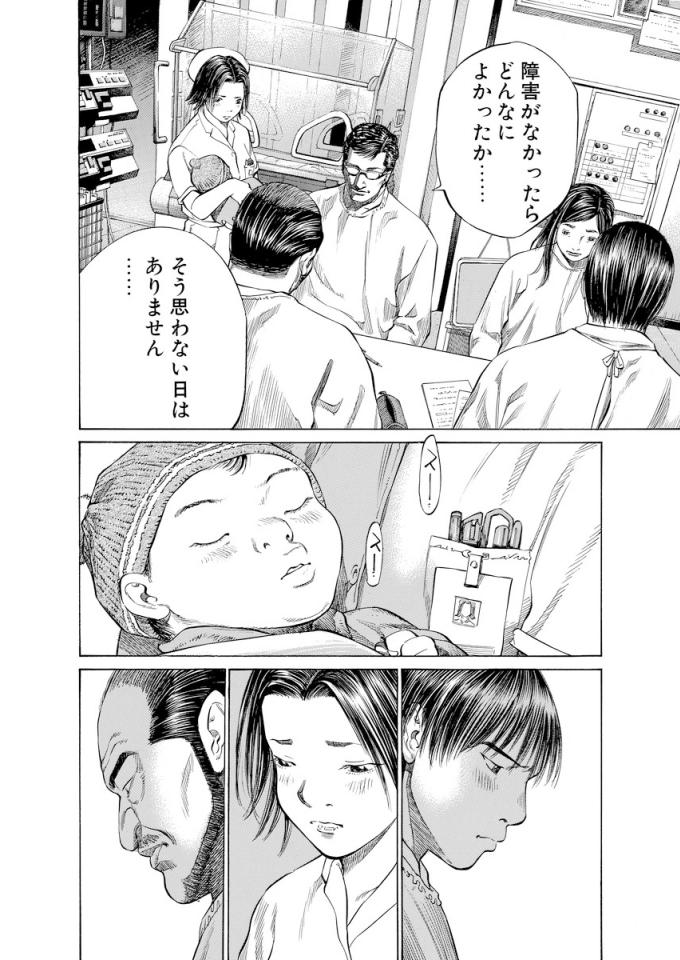 障害がなかったら
どんなに
よかったか……
そう思わない日は
ありません
……
スー…
スー…